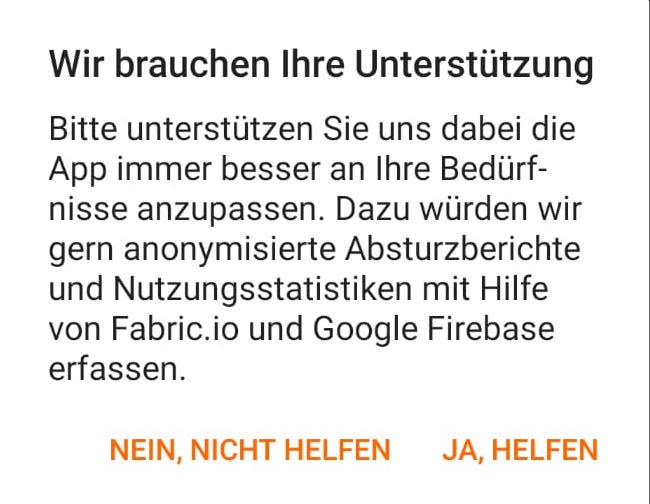 Wir brauchen Ihre Unterstützung
Bitte unterstützen Sie uns dabei die
App immer besser an Ihre Bedürf-
nisse anzupassen. Dazu würden wir
gern anonymisierte Absturzberichte
und Nutzungsstatistiken mit Hilfe
von Fabric.io und Google Firebase
erfassen.
NEIN, NICHT HELFEN JA, HELFEN